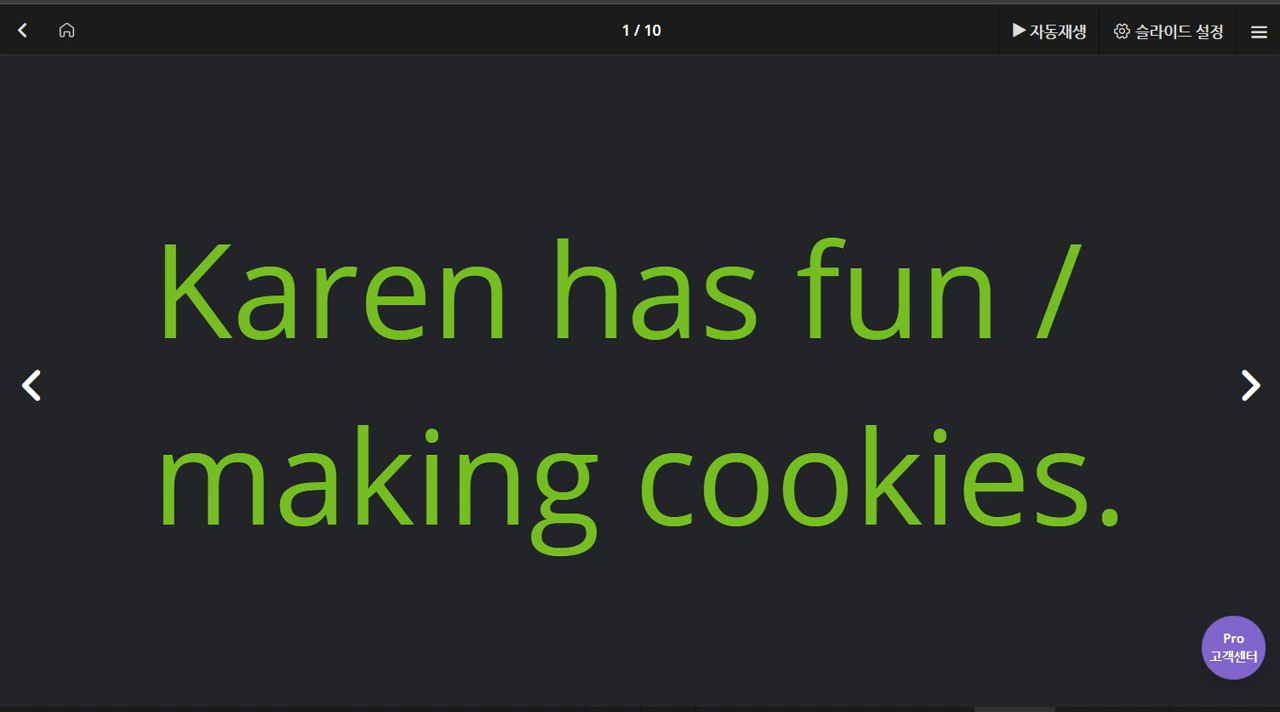 1 / 10
자동재생
슬라이드 설정
Karen has fun /
making cookies.
Pro
고객센터